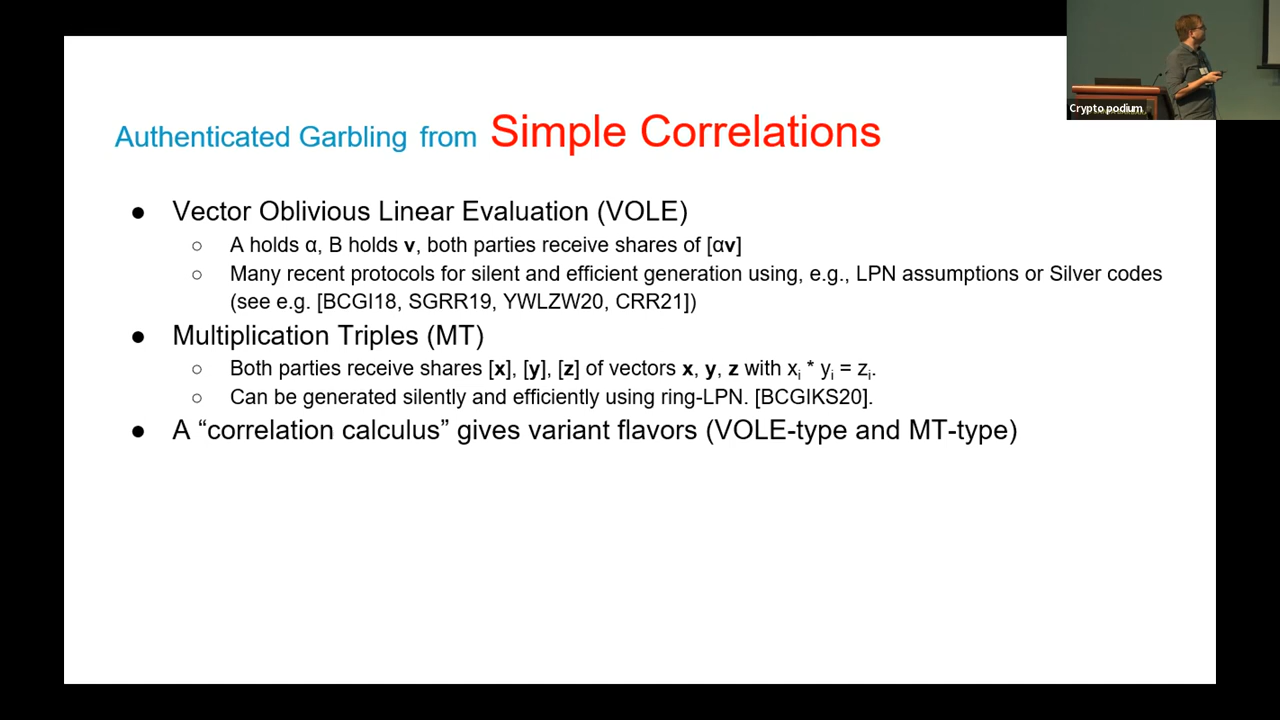 Crypto podium
Authenticated Garbling from Simple Correlations
● Vector Oblivious Linear Evaluation (VOLE)
○ A holds α, B holds v, both parties receive shares of [αv]
○ Many recent protocols for silent and efficient generation using, e.g., LPN assumptions or Silver codes
(see e.g. [BCGI18, SGRR19, YWLZW20, CRR21])
● Multiplication Triples (MT)
○ Both parties receive shares [x], [y], [z] of vectors x, y, z with xᵢ * yᵢ = zᵢ.
○ Can be generated silently and efficiently using ring-LPN. [BCGIKS20].
● A “correlation calculus” gives variant flavors (VOLE-type and MT-type)